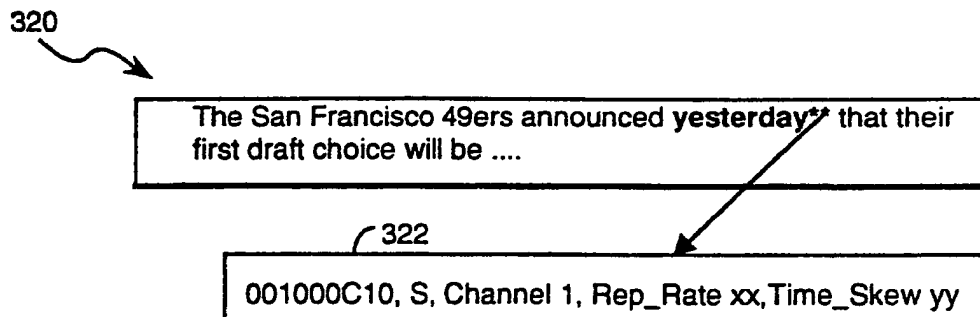 320
The San Francisco 49ers announced yesterday** that their
first draft choice will be ....
322
001000C10, S, Channel 1, Rep_Rate xx,Time_Skew yy